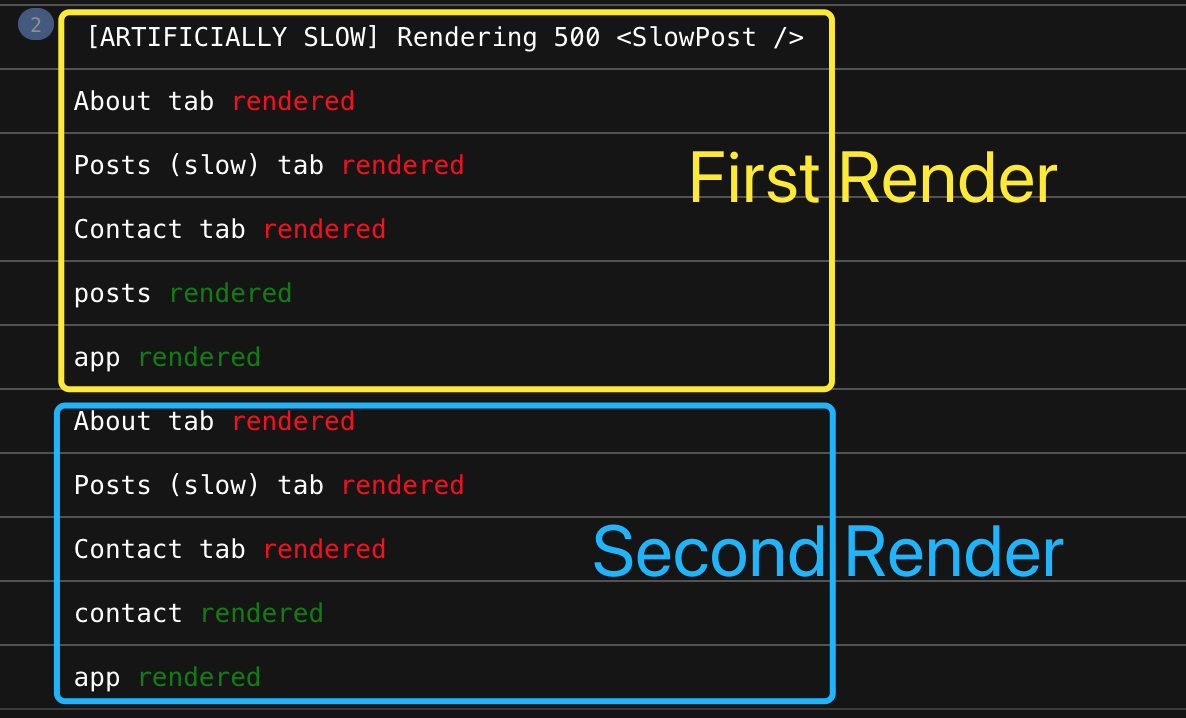 2
[ARTIFICIALLY SLOW] Rendering 500 <SlowPost />
About tab rendered
Posts (slow) tab rendered
First Render
Contact tab rendered
posts rendered
app rendered
About tab rendered
Posts (slow) tab rendered
Contact tab rendered
Second Render
contact rendered
app rendered